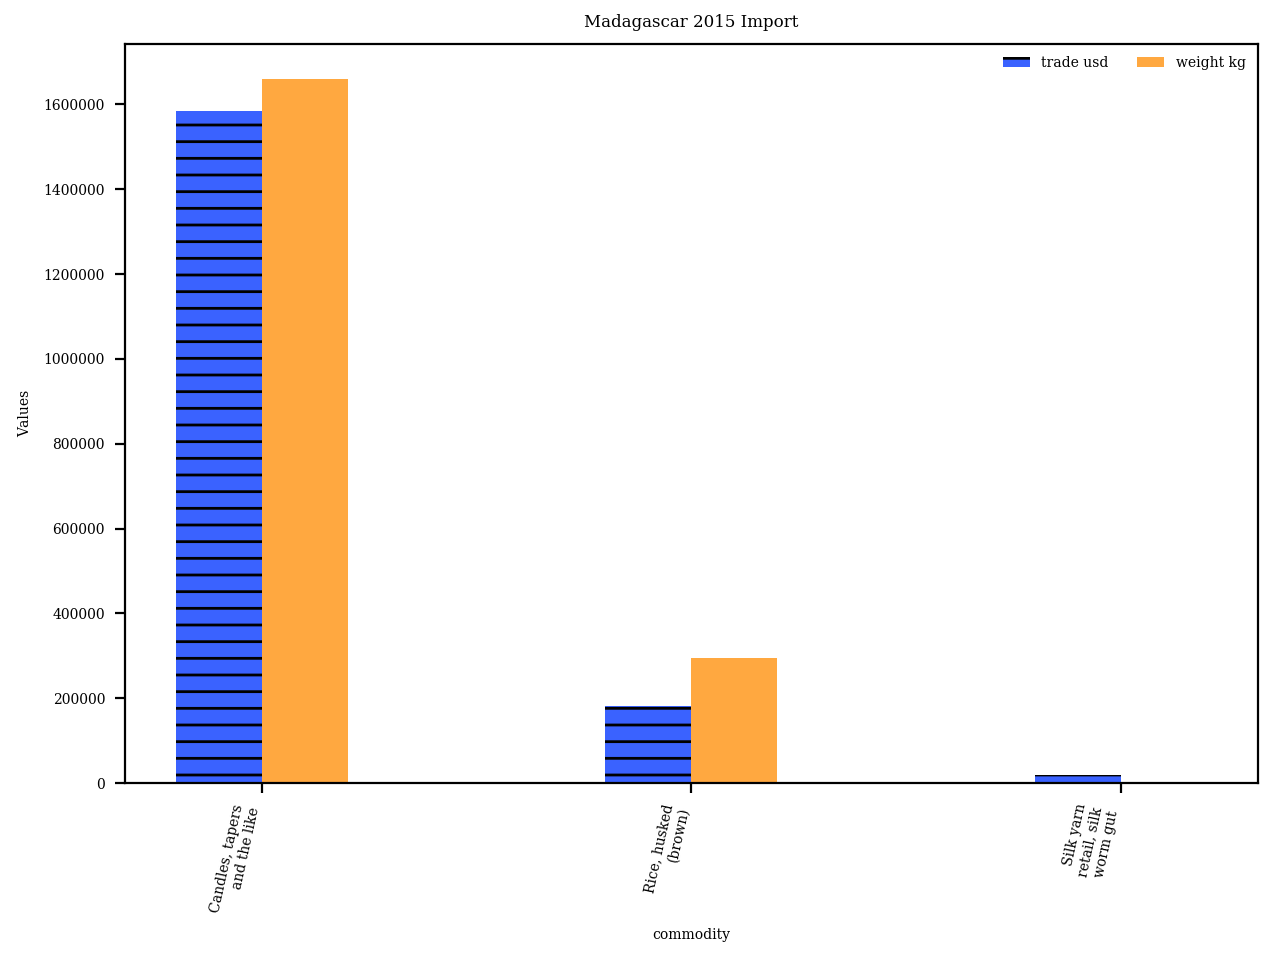 Madagascar 2015 Import
trade usd
weight kg
1600000
1400000
1200000
1000000
800000
600000
400000
200000
0
Values
Candles, tapers
and the like
Rice, husked
(brown)
Silk yarn
retail, silk
worm gut
commodity